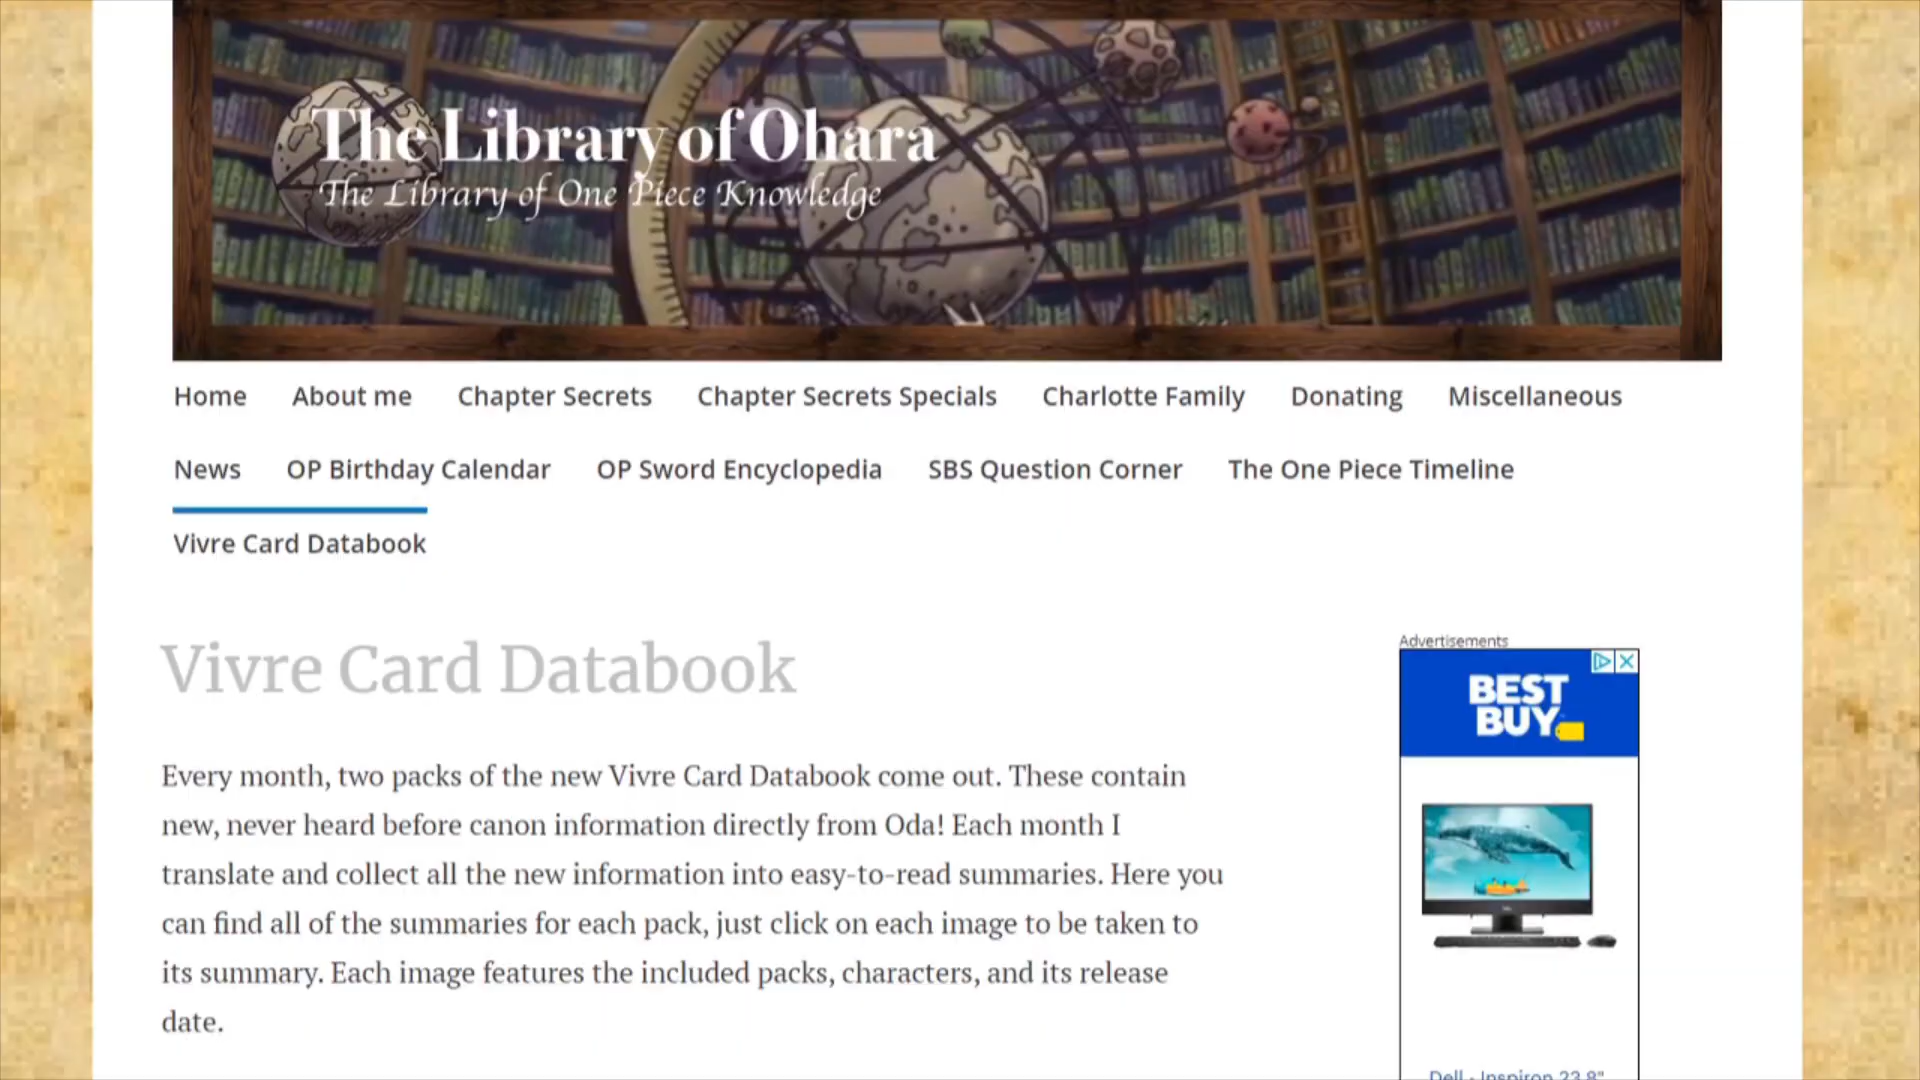 The Library of Ohara
The Library of One Piece Knowledge
Home About me Chapter Secrets Chapter Secrets Specials Charlotte Family Donating Miscellaneous
News OP Birthday Calendar OP Sword Encyclopedia SBS Question Corner The One Piece Timeline
Vivre Card Databook
Vivre Card Databook
Every month, two packs of the new Vivre Card Databook come out. These contain
new, never heard before canon information directly from Oda! Each month I
translate and collect all the new information into easy-to-read summaries. Here you
can find all of the summaries for each pack, just click on each image to be taken to
its summary. Each image features the included packs, characters, and its release
date.
Advertisements
BEST
BUY
Dell - Inspiron 23.8"